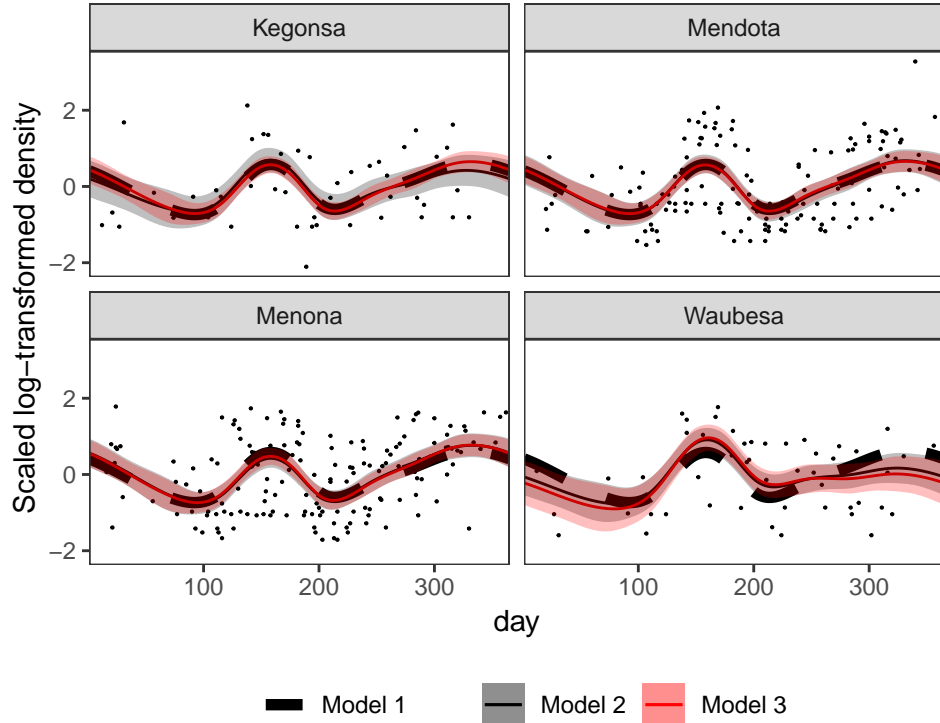 Kegonsa
Mendota
2
0
−2
Menona
Waubesa
2
0
−2
100
200
300
100
200
300
Scaled log−transformed density
day
Model 1
Model 2
Model 3